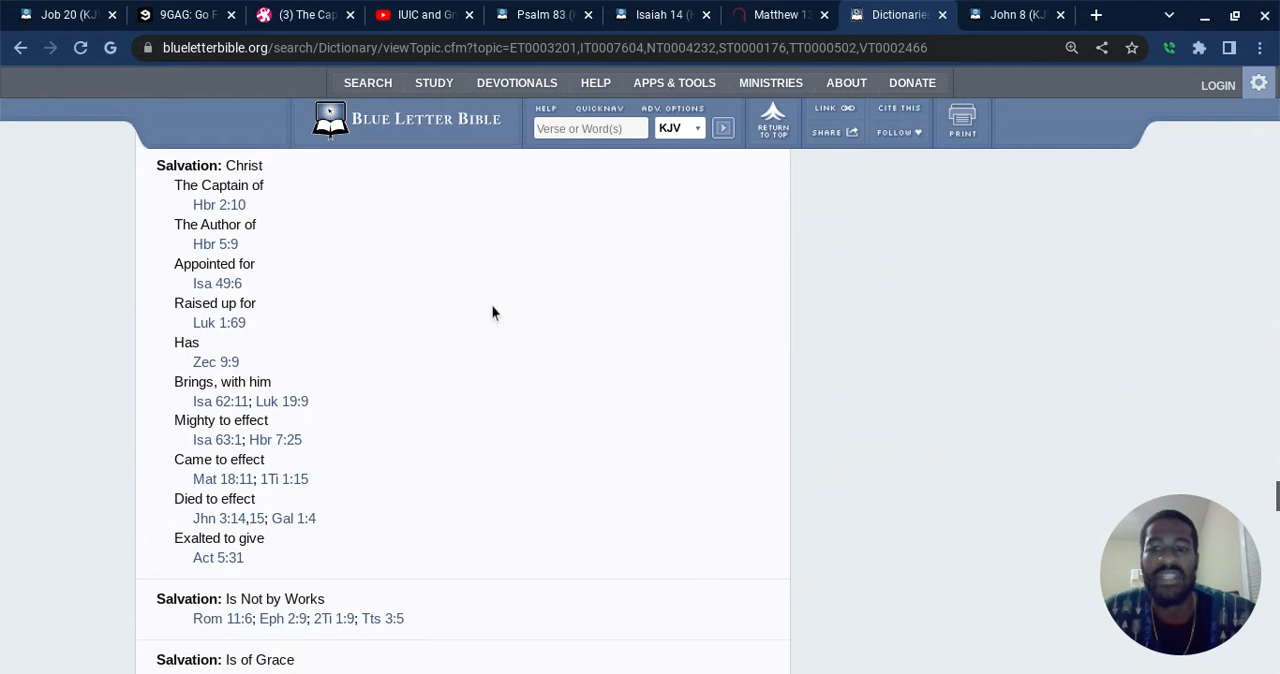 Job 20 (KJ
9GAG: Go F
(3) The Cap
IUIC and Gr
Psalm 83 (
Isaiah 14 (K
Matthew 13
Dictionaries
John 8 (KJ
blueletterbible.org/search/Dictionary/viewTopic.cfm?topic=ET0003201,IT0007604,NT0004232,ST0000176,TT0000502,VT0002466
SEARCH STUDY DEVOTIONALS HELP APPS & TOOLS MINISTRIES ABOUT DONATE
LOGIN
BLUE LETTER BIBLE
HELP QUICKNAV ADV. OPTIONS
Verse or Word(s) KJV
RETURN TO TOP
LINK
SHARE
CITE THIS
FOLLOW
PRINT
Salvation: Christ
The Captain of
Hbr 2:10
The Author of
Hbr 5:9
Appointed for
Isa 49:6
Raised up for
Luk 1:69
Has
Zec 9:9
Brings, with him
Isa 62:11; Luk 19:9
Mighty to effect
Isa 63:1; Hbr 7:25
Came to effect
Mat 18:11; 1Ti 1:15
Died to effect
Jhn 3:14,15; Gal 1:4
Exalted to give
Act 5:31
Salvation: Is Not by Works
Rom 11:6; Eph 2:9; 2Ti 1:9; Tts 3:5
Salvation: Is of Grace